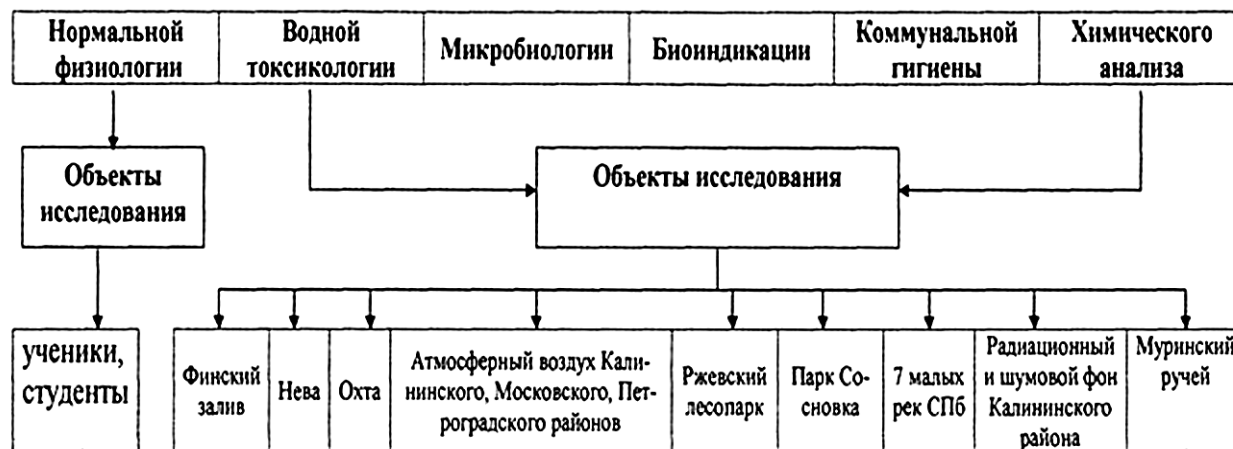 Нормальной
физиологии
Водной
токсикологии
Микробиологии
Биоиндикации
Коммунальной
гигиены
Химического
анализа
Объекты
исследования
Объекты исследования
ученики,
студенты
Финский
залив
Нева
Охта
Атмосферный воздух Кали-
нинского, Московского, Пет-
роградского районов
Ржевский
лесопарк
Парк Со-
сновка
7 малых
рек СПб
Радиационный
и шумовой фон
Калининского
района
Муринский
ручей